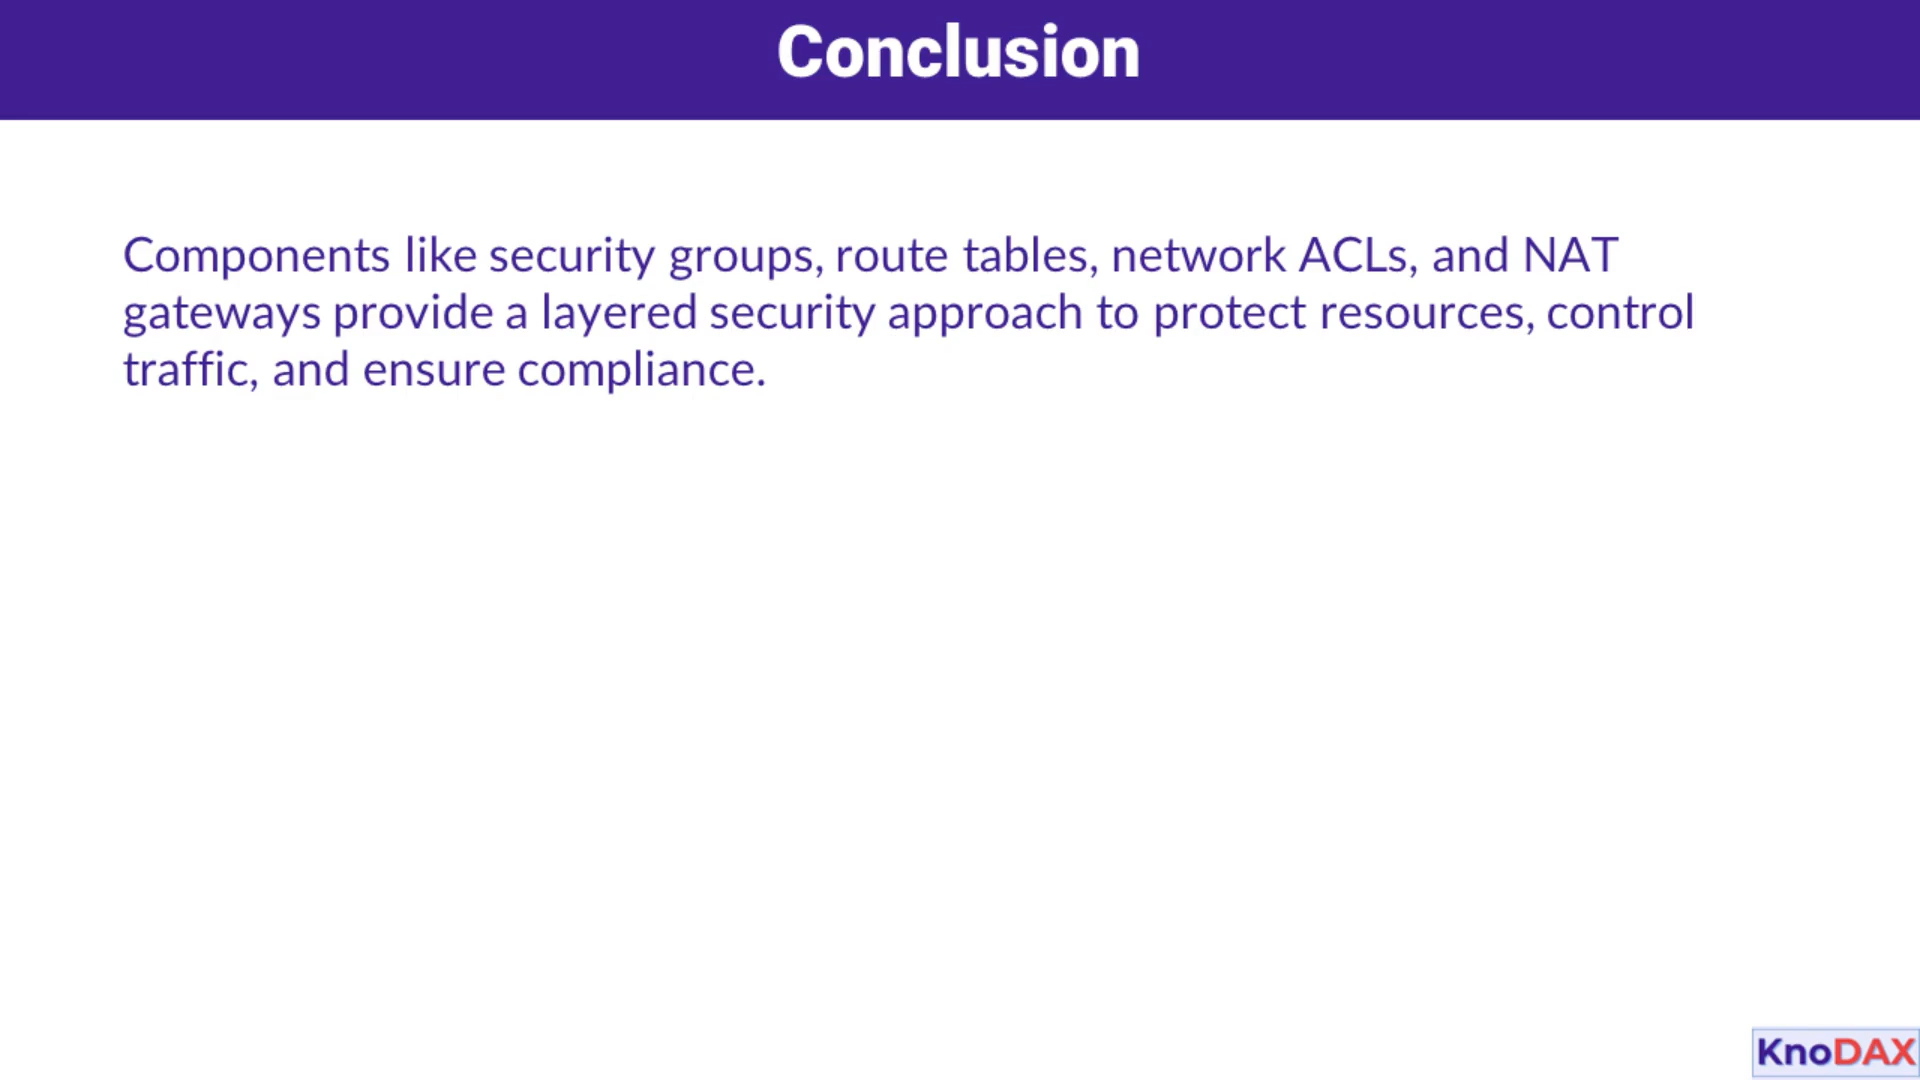 Conclusion
Components like security groups, route tables, network ACLs, and NAT
gateways provide a layered security approach to protect resources, control
traffic, and ensure compliance.
KnoDAX